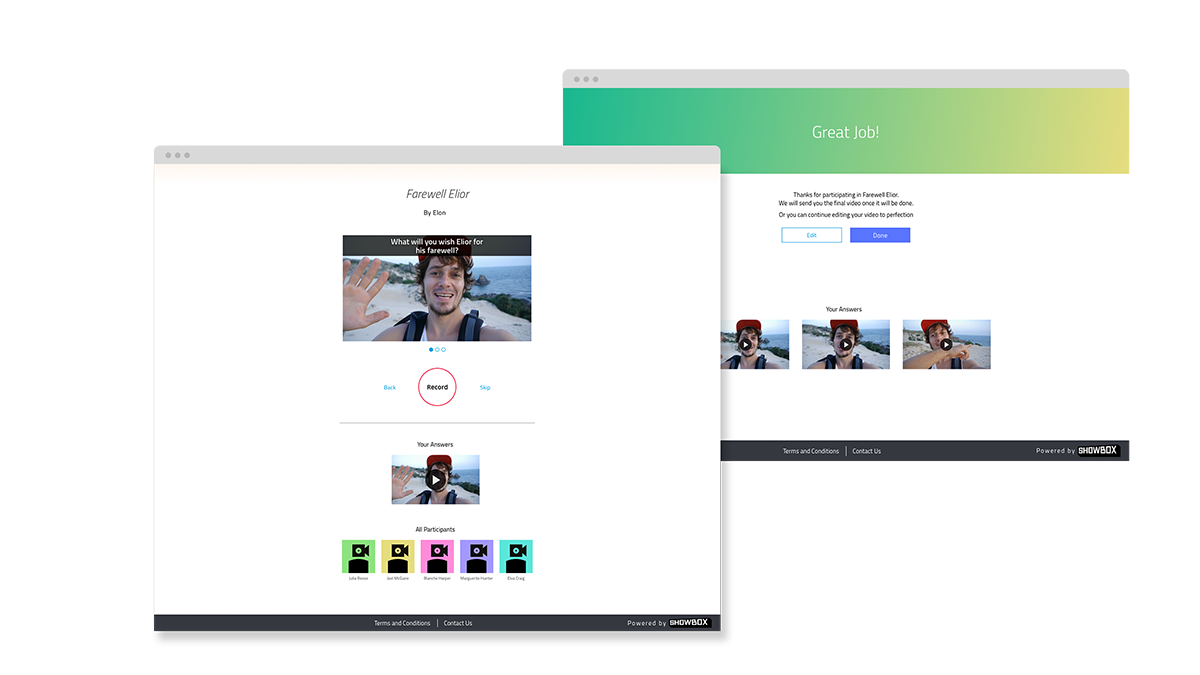 Farewell Elior
By Elon
What will you wish Elior for
his farewell?
Back
Record
Skip
Your Answers
All Participants
Julia Reese
Joel McGane
Blanche Harper
Marguerite Hunter
Elva Craig
Terms and Conditions | Contact Us
Powered by SHOWBOX
Great Job!
Thanks for participating in Farewell Elior.
We will send you the final video once it will be done.
Or you can continue editing your video to perfection
Edit
Done
Your Answers
Terms and Conditions | Contact Us
Powered by SHOWBOX